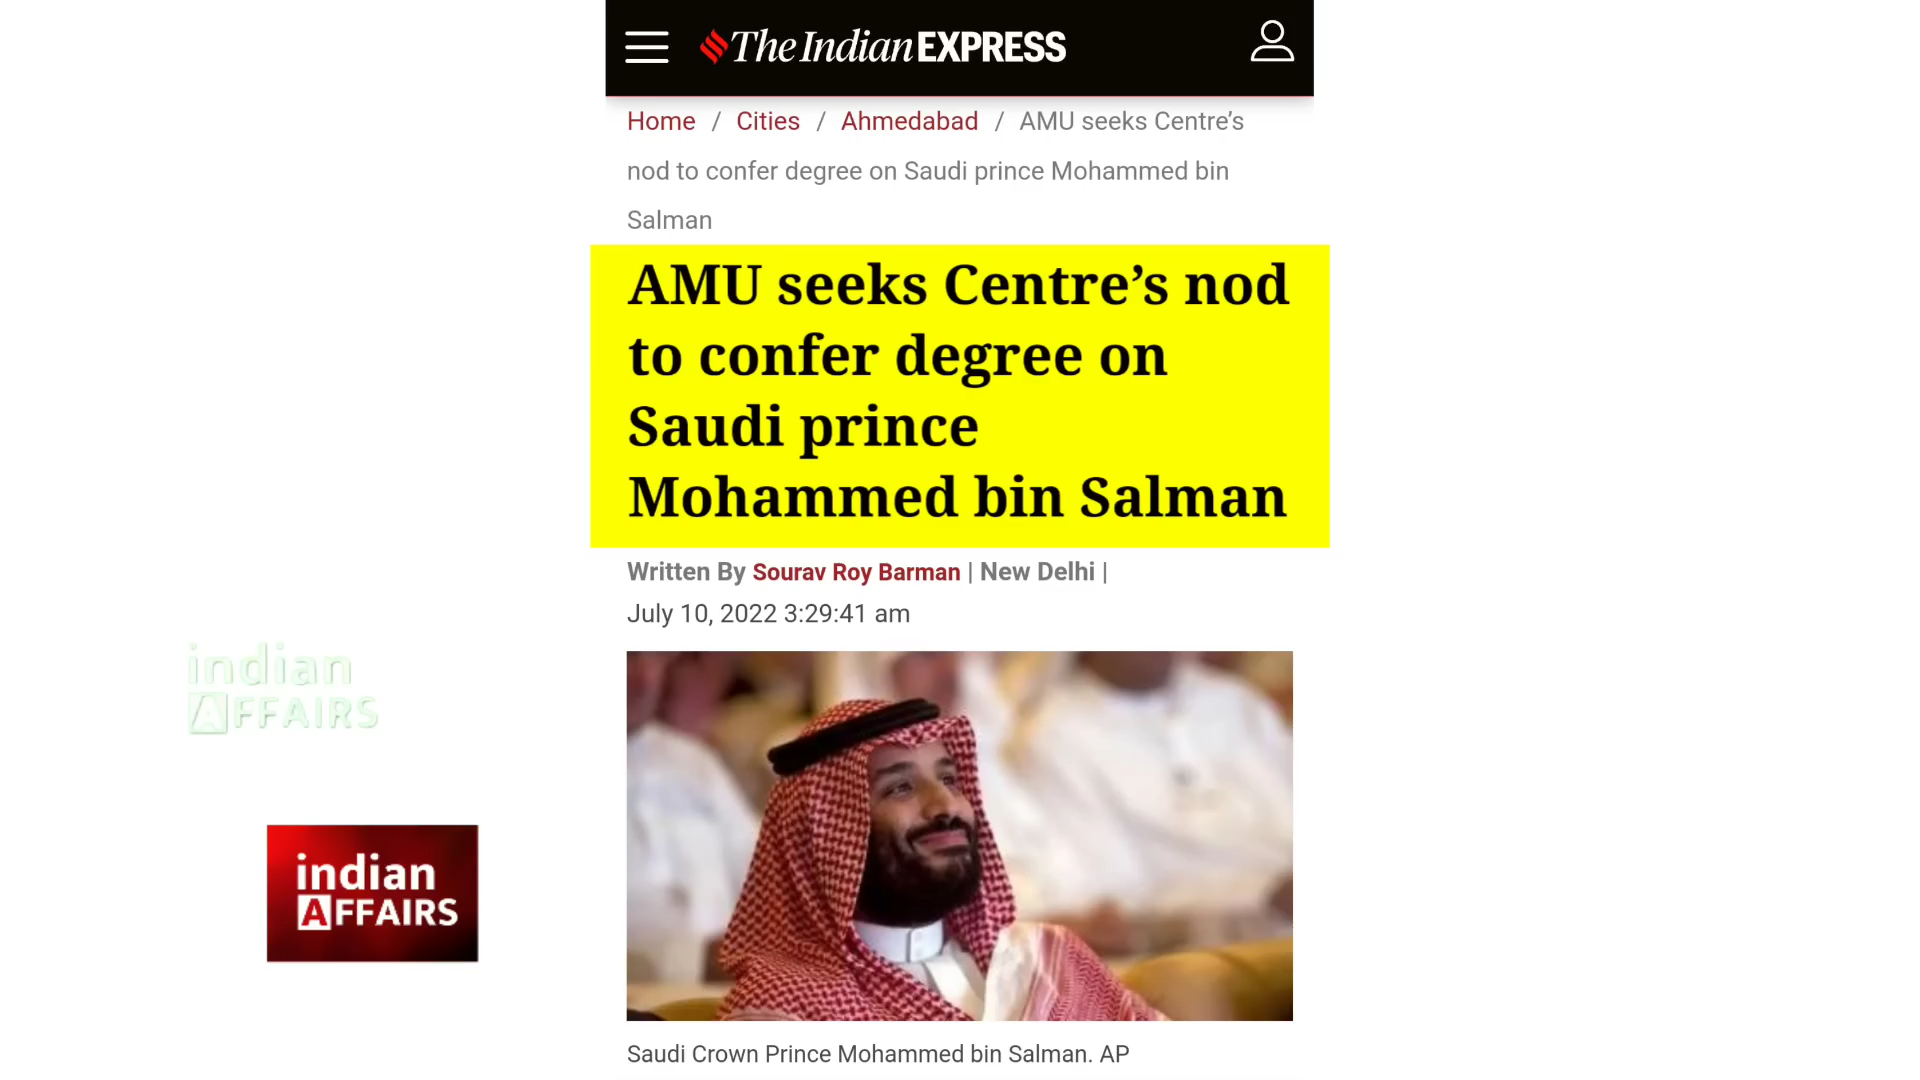 The Indian EXPRESS
Home / Cities / Ahmedabad / AMU seeks Centre’s
nod to confer degree on Saudi prince Mohammed bin
Salman
AMU seeks Centre’s nod
to confer degree on
Saudi prince
Mohammed bin Salman
Written By Sourav Roy Barman | New Delhi |
July 10, 2022 3:29:41 am
indian
AFFAIRS
indian
AFFAIRS
Saudi Crown Prince Mohammed bin Salman. AP